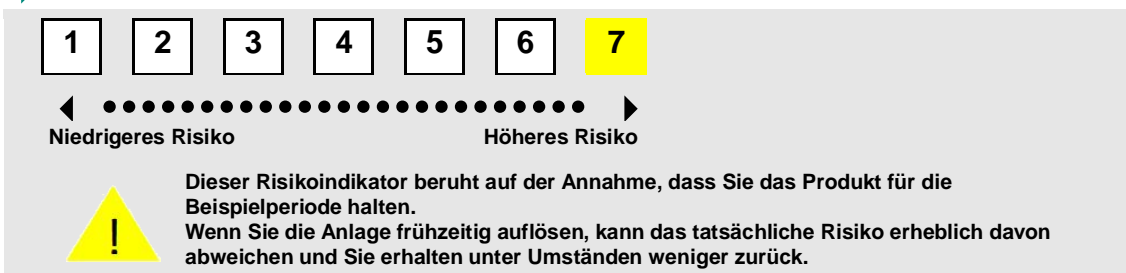 1 2 3 4 5 6 7
Niedrigeres Risiko Höheres Risiko
! Dieser Risikoindikator beruht auf der Annahme, dass Sie das Produkt für die
Beispielperiode halten.
Wenn Sie die Anlage frühzeitig auflösen, kann das tatsächliche Risiko erheblich davon
abweichen und Sie erhalten unter Umständen weniger zurück.